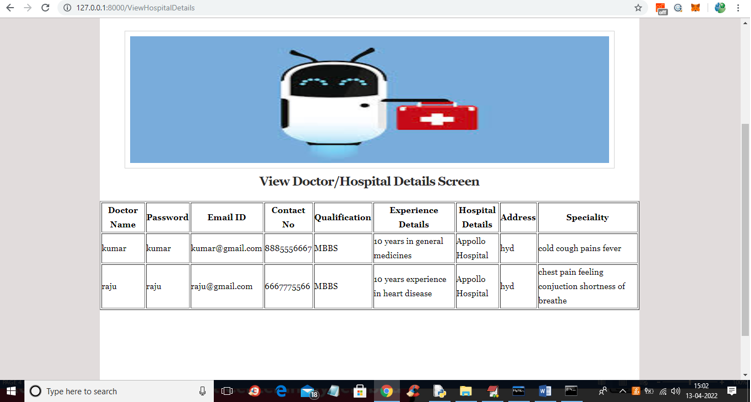 127.0.0.1:8000/ViewHospitalDetails
View Doctor/Hospital Details Screen
Doctor Name Password Email ID Contact No Qualification Experience Details Hospital Details Address Speciality
kumar kumar kumar@gmail.com 8885556667 MBBS 10 years in general medicines Appollo Hospital hyd cold cough pains fever
raju raju raju@gmail.com 6667775566 MBBS 10 years experience in heart disease Appollo Hospital hyd chest pain feeling conjuction shortness of breathe
Type here to search
18
15:02
13-04-2022